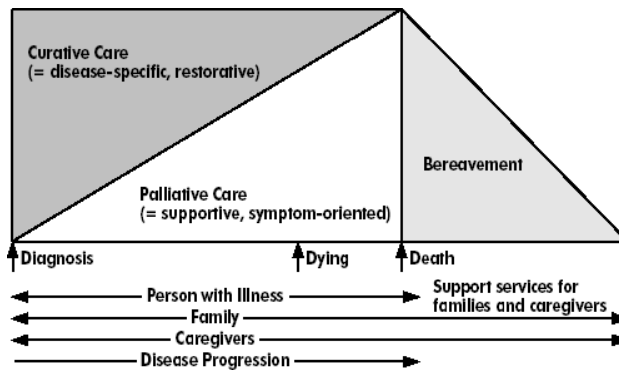 Curative Care
(= disease-specific, restorative)
Palliative Care
(= supportive, symptom-oriented)
Bereavement
Diagnosis
Dying
Death
Person with Illness
Support services for
families and caregivers
Family
Caregivers
Disease Progression